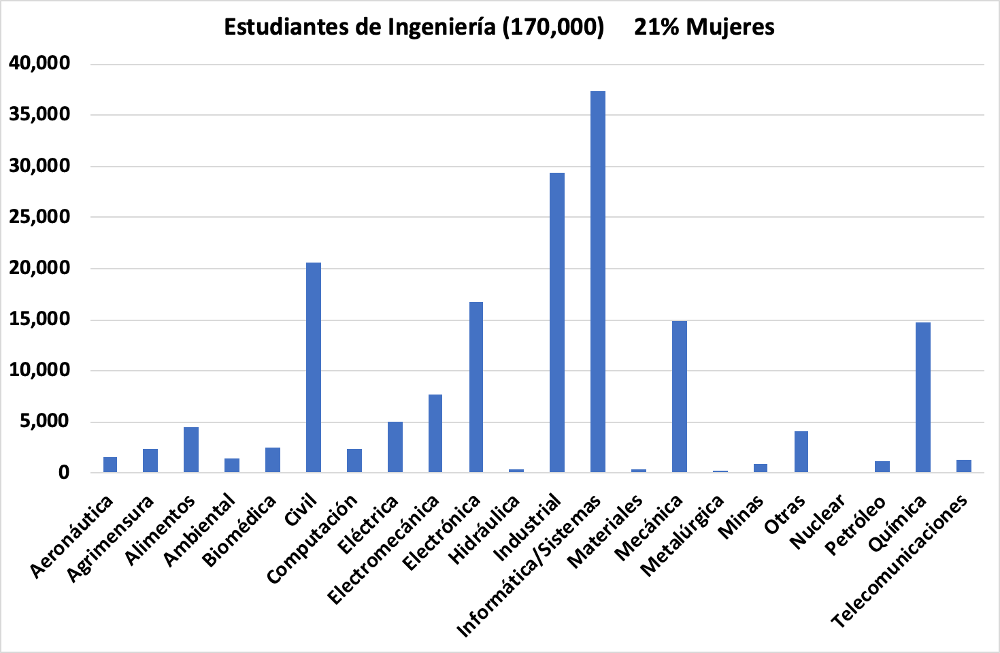 Estudiantes de Ingeniería (170,000) 21% Mujeres
40,000
35,000
30,000
25,000
20,000
15,000
10,000
5,000
0
Aeronáutica
Agrimensura
Alimentos
Ambiental
Biomédica
Civil
Computación
Eléctrica
Electromecánica
Electrónica
Hidráulica
Industrial
Informática/Sistemas
Materiales
Mecánica
Metalúrgica
Minas
Otras
Nuclear
Petróleo
Química
Telecomunicaciones